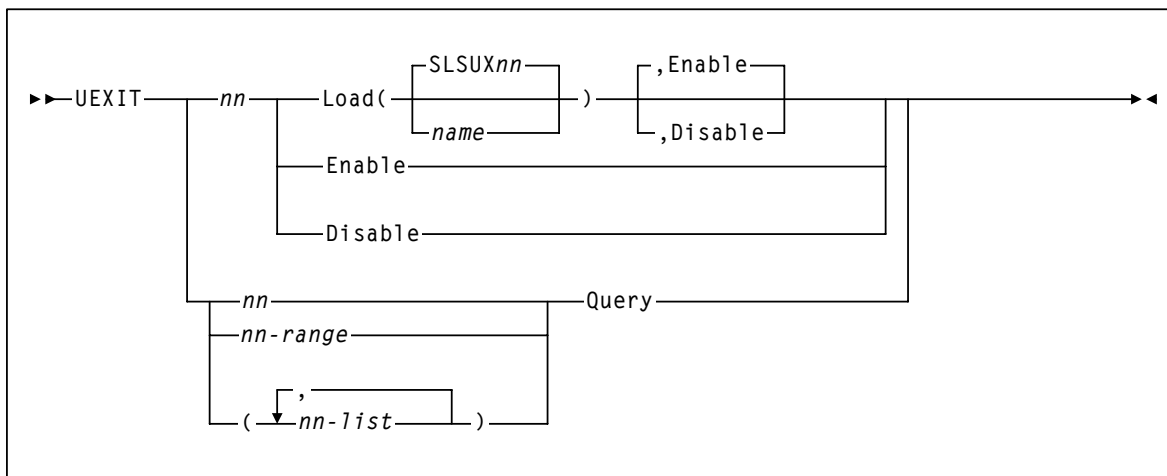 SLSUXnn ,Enable
UEXIT nn Load( )
name ,Disable
Enable
Disable
nn Query
nn-range
,
( nn-list )